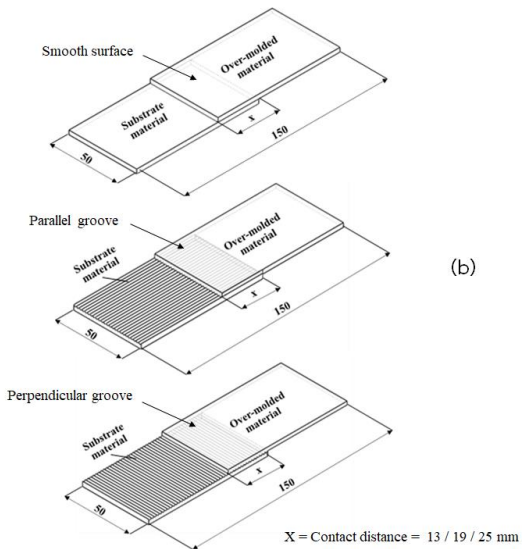 Smooth surface
Over-molded
material
Substrate
material
x
50
150
Parallel groove
Over-molded
material
Substrate
material
x
50
150
(b)
Perpendicular groove
Over-molded
material
Substrate
material
x
50
150
X = Contact distance = 13 / 19 / 25 mm